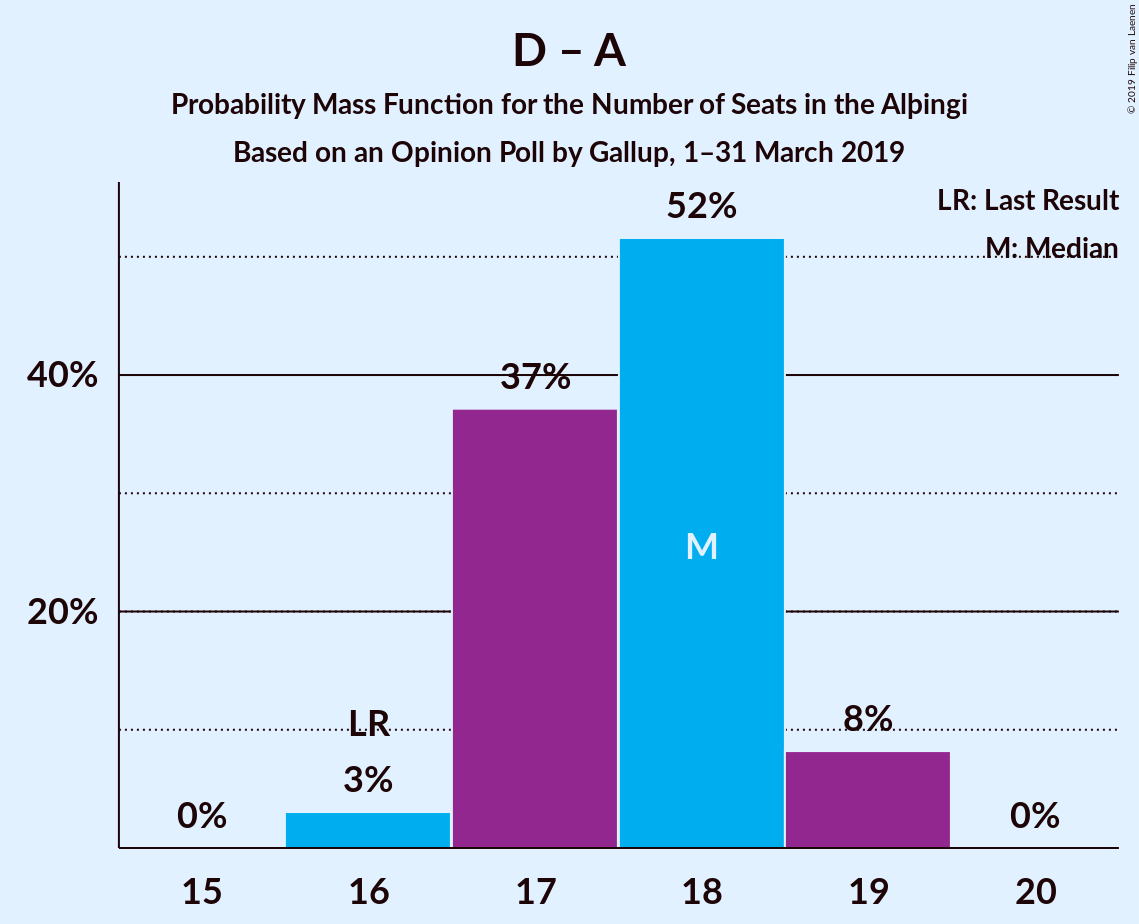 D – A
Probability Mass Function for the Number of Seats in the Alþingi
Based on an Opinion Poll by Gallup, 1–31 March 2019
© 2019 Filip van Laenen
LR: Last Result
M: Median
52%
40%
37%
M
20%
LR
8%
3%
0%
0%
15
16
17
18
19
20